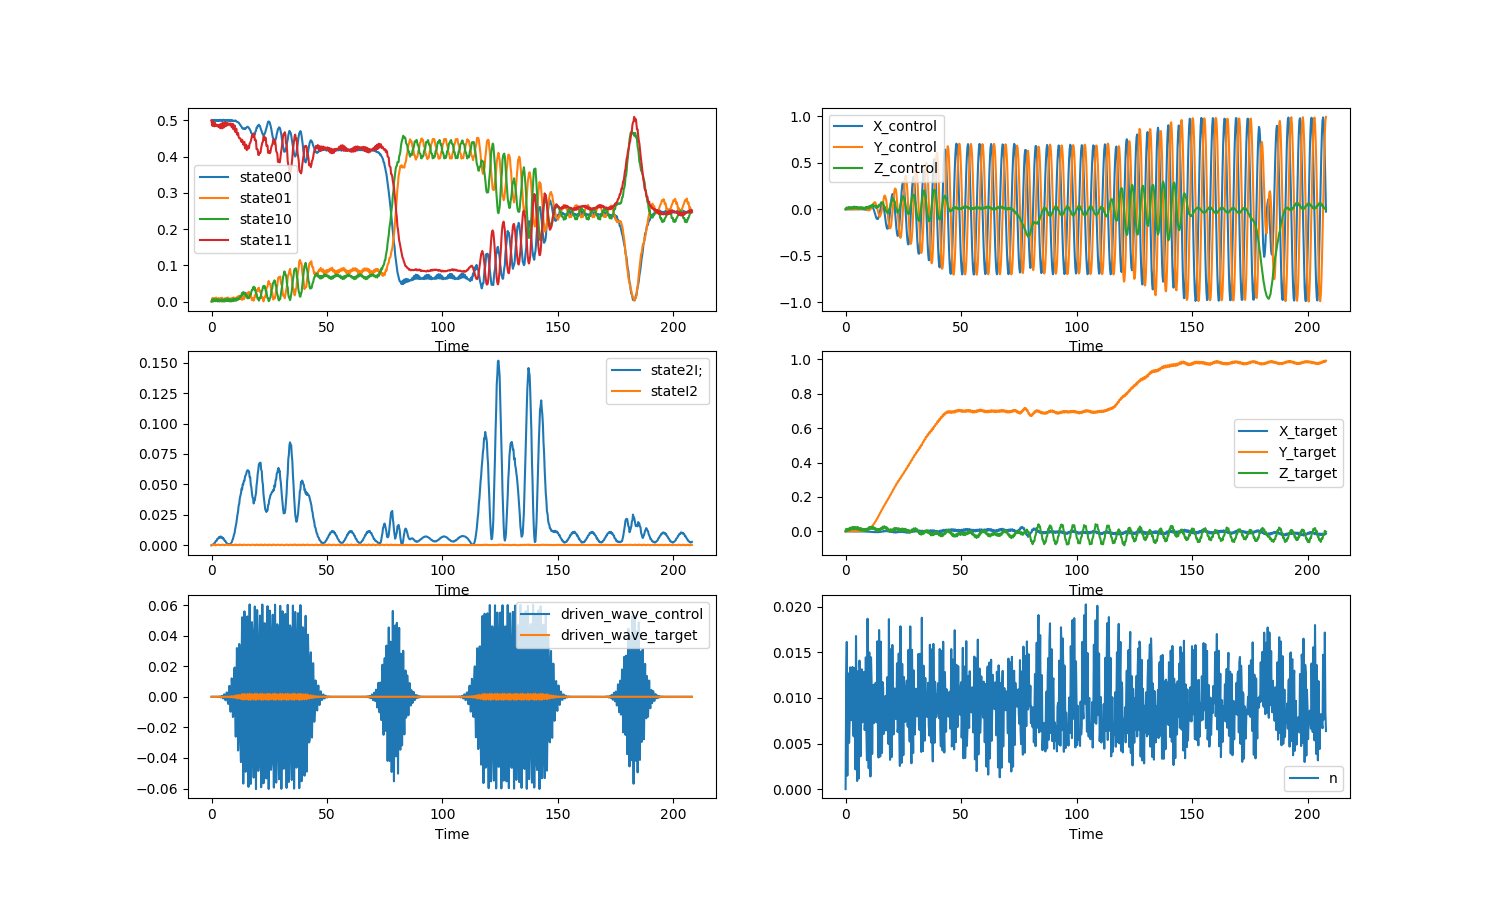 0.5
0.4
0.3
0.2
0.1
0.0
state00
state01
state10
state11
0 50 100 150 200
Time
1.0
0.5
0.0
−0.5
−1.0
X_control
Y_control
Z_control
0 50 100 150 200
Time
0.150
0.125
0.100
0.075
0.050
0.025
0.000
state2I;
stateI2
0 50 100 150 200
Time
1.0
0.8
0.6
0.4
0.2
0.0
X_target
Y_target
Z_target
0 50 100 150 200
Time
0.06
0.04
0.02
0.00
−0.02
−0.04
−0.06
driven_wave_control
driven_wave_target
0 50 100 150 200
Time
0.020
0.015
0.010
0.005
0.000
n
0 50 100 150 200
Time